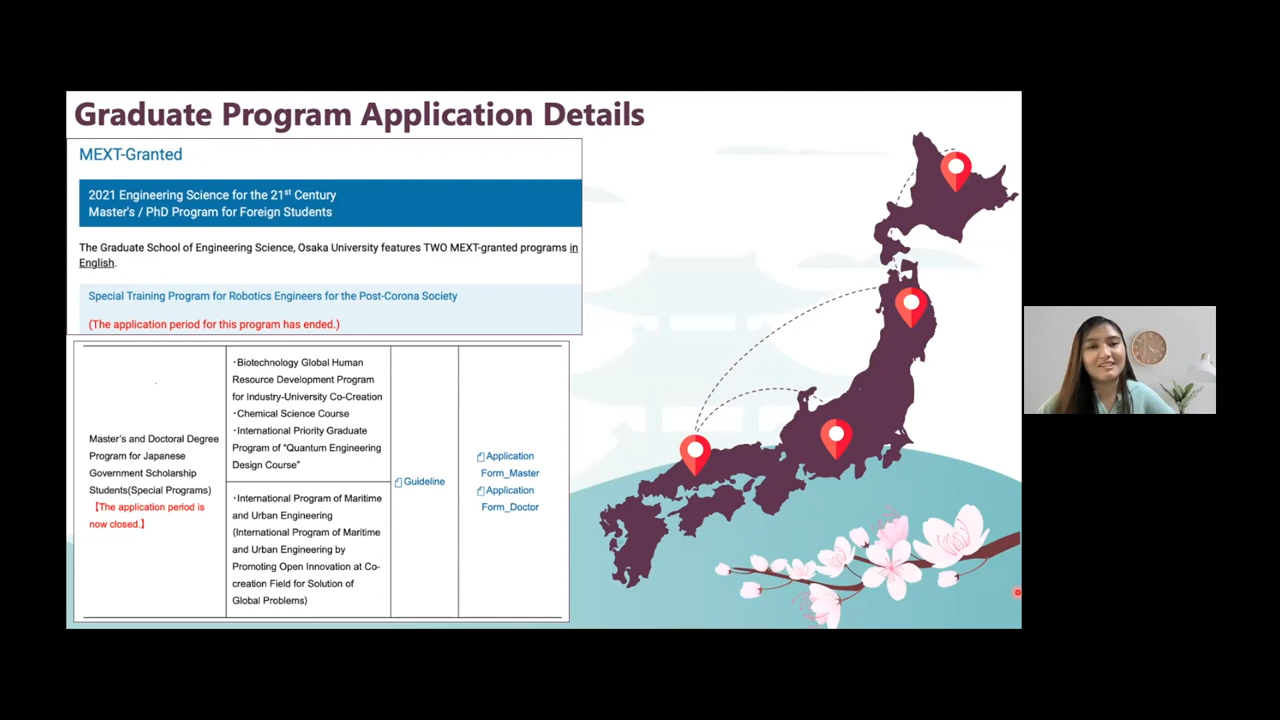 Graduate Program Application Details
MEXT-Granted
2021 Engineering Science for the 21st Century
Master's / PhD Program for Foreign Students
The Graduate School of Engineering Science, Osaka University features TWO MEXT-granted programs in
English.
Special Training Program for Robotics Engineers for the Post-Corona Society
(The application period for this program has ended.)
Master's and Doctoral Degree
Program for Japanese
Government Scholarship
Students(Special Programs)
【The application period is
now closed.】
・Biotechnology Global Human
Resource Development Program
for Industry-University Co-Creation
・Chemical Science Course
・International Priority Graduate
Program of “Quantum Engineering
Design Course”
・International Program of Maritime
and Urban Engineering
(International Program of Maritime
and Urban Engineering by
Promoting Open Innovation at Co-
creation Field for Solution of
Global Problems)
Guideline
Application
Form_Master
Application
Form_Doctor